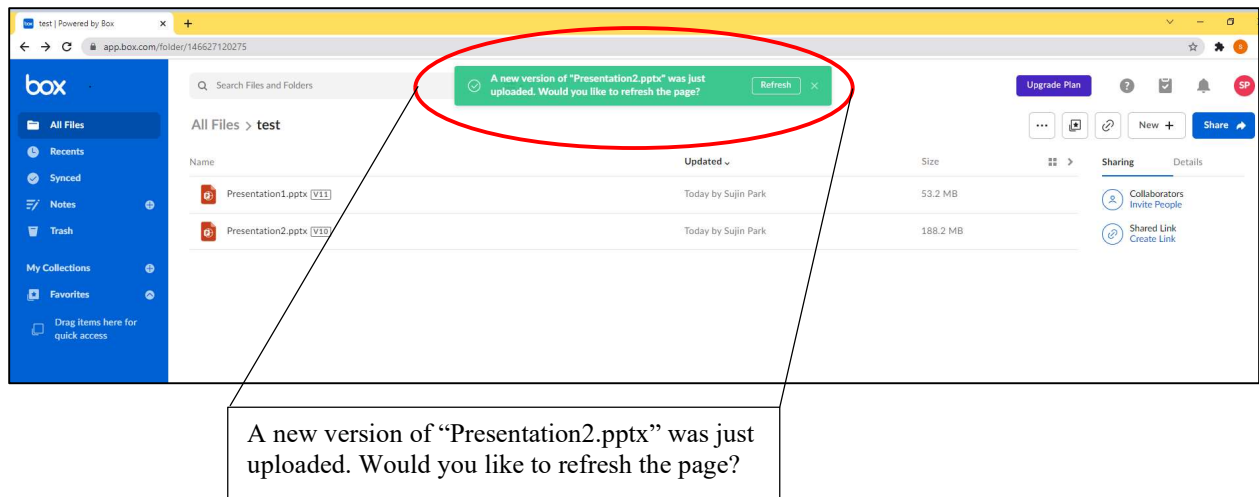 box
test | Powered by Box
app.box.com/folder/146627120275
box
Search Files and Folders
A new version of "Presentation2.pptx" was just
uploaded. Would you like to refresh the page?
Refresh
Upgrade Plan
?
SP
All Files
Recents
Synced
Notes
Trash
My Collections
Favorites
Drag items here for
quick access
All Files > test
New +
Share
Name
Updated
Size
Sharing
Details
Presentation1.pptx V11
Today by Sujin Park
53.2 MB
Presentation2.pptx V10
Today by Sujin Park
188.2 MB
Collaborators
Invite People
Shared Link
Create Link
A new version of “Presentation2.pptx” was just
uploaded. Would you like to refresh the page?